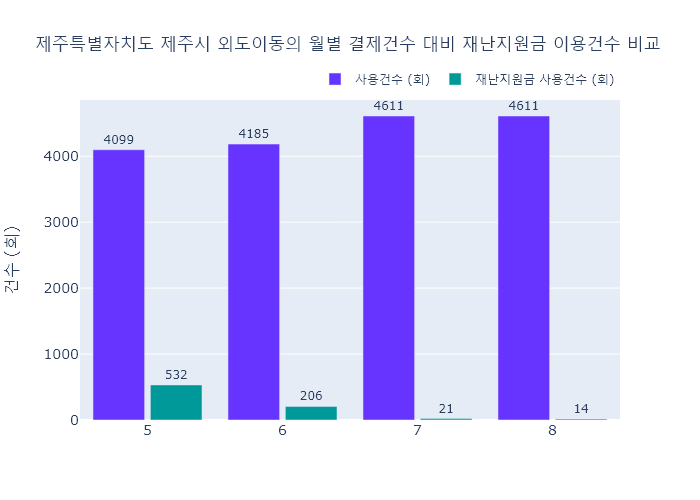 제주특별자치도 제주시 외도이동의 월별 결제건수 대비 재난지원금 이용건수 비교
사용건수 (회) 재난지원금 사용건수 (회)
4099 4185 4611 4611
532 206 21 14
건수 (회)
4000
3000
2000
1000
0
5 6 7 8